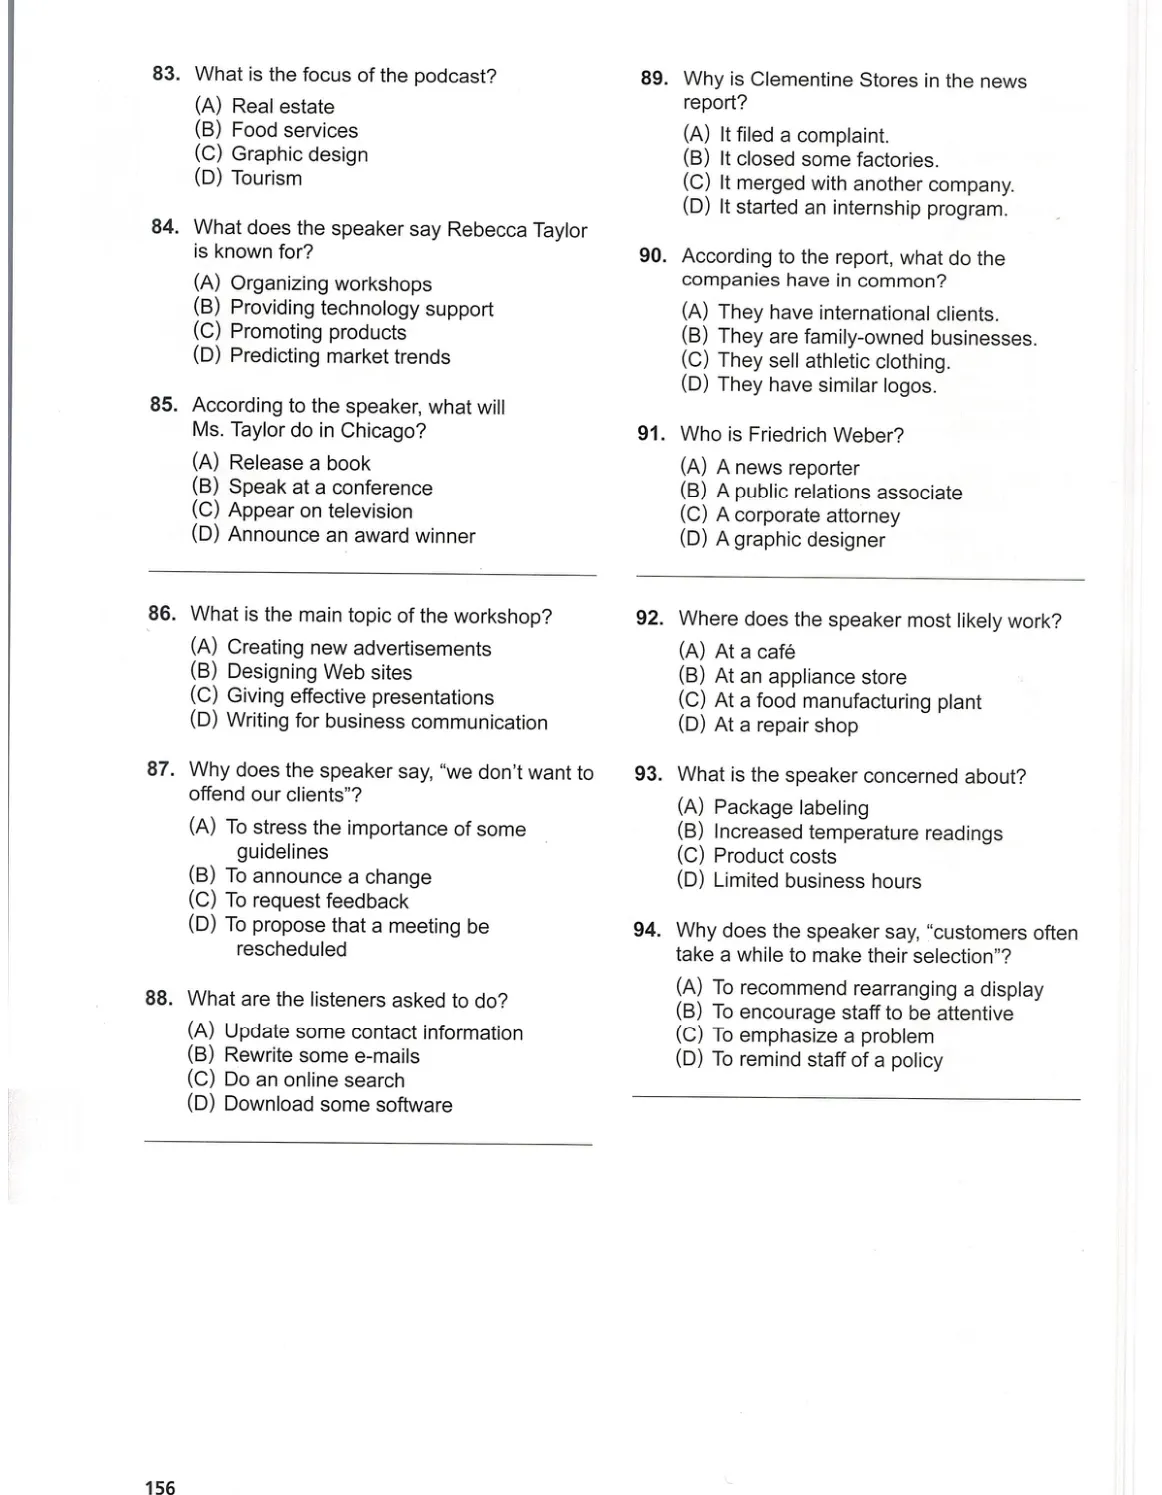 83. What is the focus of the podcast?
(A) Real estate
(B) Food services
(C) Graphic design
(D) Tourism
84. What does the speaker say Rebecca Taylor
is known for?
(A) Organizing workshops
(B) Providing technology support
(C) Promoting products
(D) Predicting market trends
85. According to the speaker, what will
Ms. Taylor do in Chicago?
(A) Release a book
(B) Speak at a conference
(C) Appear on television
(D) Announce an award winner
86. What is the main topic of the workshop?
(A) Creating new advertisements
(B) Designing Web sites
(C) Giving effective presentations
(D) Writing for business communication
87. Why does the speaker say, “we don’t want to
offend our clients”?
(A) To stress the importance of some
guidelines
(B) To announce a change
(C) To request feedback
(D) To propose that a meeting be
rescheduled
88. What are the listeners asked to do?
(A) Update some contact information
(B) Rewrite some e-mails
(C) Do an online search
(D) Download some software
89. Why is Clementine Stores in the news
report?
(A) It filed a complaint.
(B) It closed some factories.
(C) It merged with another company.
(D) It started an internship program.
90. According to the report, what do the
companies have in common?
(A) They have international clients.
(B) They are family-owned businesses.
(C) They sell athletic clothing.
(D) They have similar logos.
91. Who is Friedrich Weber?
(A) A news reporter
(B) A public relations associate
(C) A corporate attorney
(D) A graphic designer
92. Where does the speaker most likely work?
(A) At a café
(B) At an appliance store
(C) At a food manufacturing plant
(D) At a repair shop
93. What is the speaker concerned about?
(A) Package labeling
(B) Increased temperature readings
(C) Product costs
(D) Limited business hours
94. Why does the speaker say, “customers often
take a while to make their selection”?
(A) To recommend rearranging a display
(B) To encourage staff to be attentive
(C) To emphasize a problem
(D) To remind staff of a policy
156